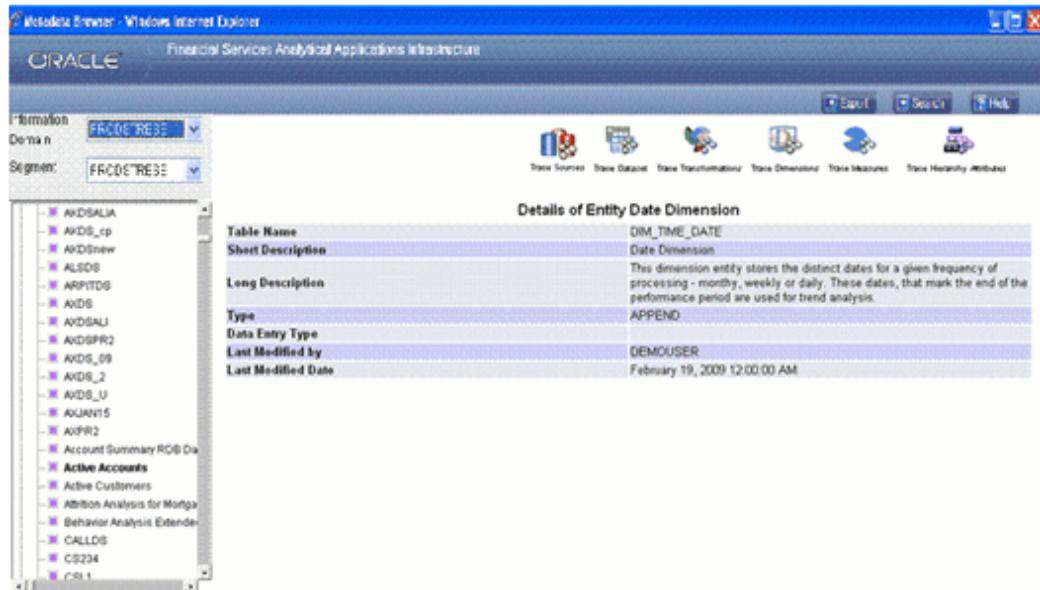 Metadata Browser - Windows Internet Explorer
ORACLE
Financial Services Analytical Applications Infrastructure
Export
Search
Help
Information Domain
Segment
Trace Sources
Trace Dataset
Trace Transformations
Trace Dimensions
Trace Measures
Trace Hierarchy Attributes
AXDSALIA
AXDS_cp
AXDSnew
ALSDS
ARPITDS
AXDS
AXDSALI
AXDSPR2
AXDS_09
AXDS_2
AXDS_U
AXJAN15
AXPR2
Account Summary ROB Da
Active Accounts
Active Customers
Attrition Analysis for Mortga
Behavior Analysis Extende
CALLDS
CS234
CSL1
Details of Entity Date Dimension
Table Name DIM_TIME_DATE
Short Description Date Dimension
Long Description This dimension entity stores the distinct dates for a given frequency of
processing - monthy, weekly or daily. These dates, that mark the end of the
performance period are used for trend analysis.
Type APPEND
Data Entry Type
Last Modified by DEMOUSER
Last Modified Date February 19, 2009 12:00:00 AM